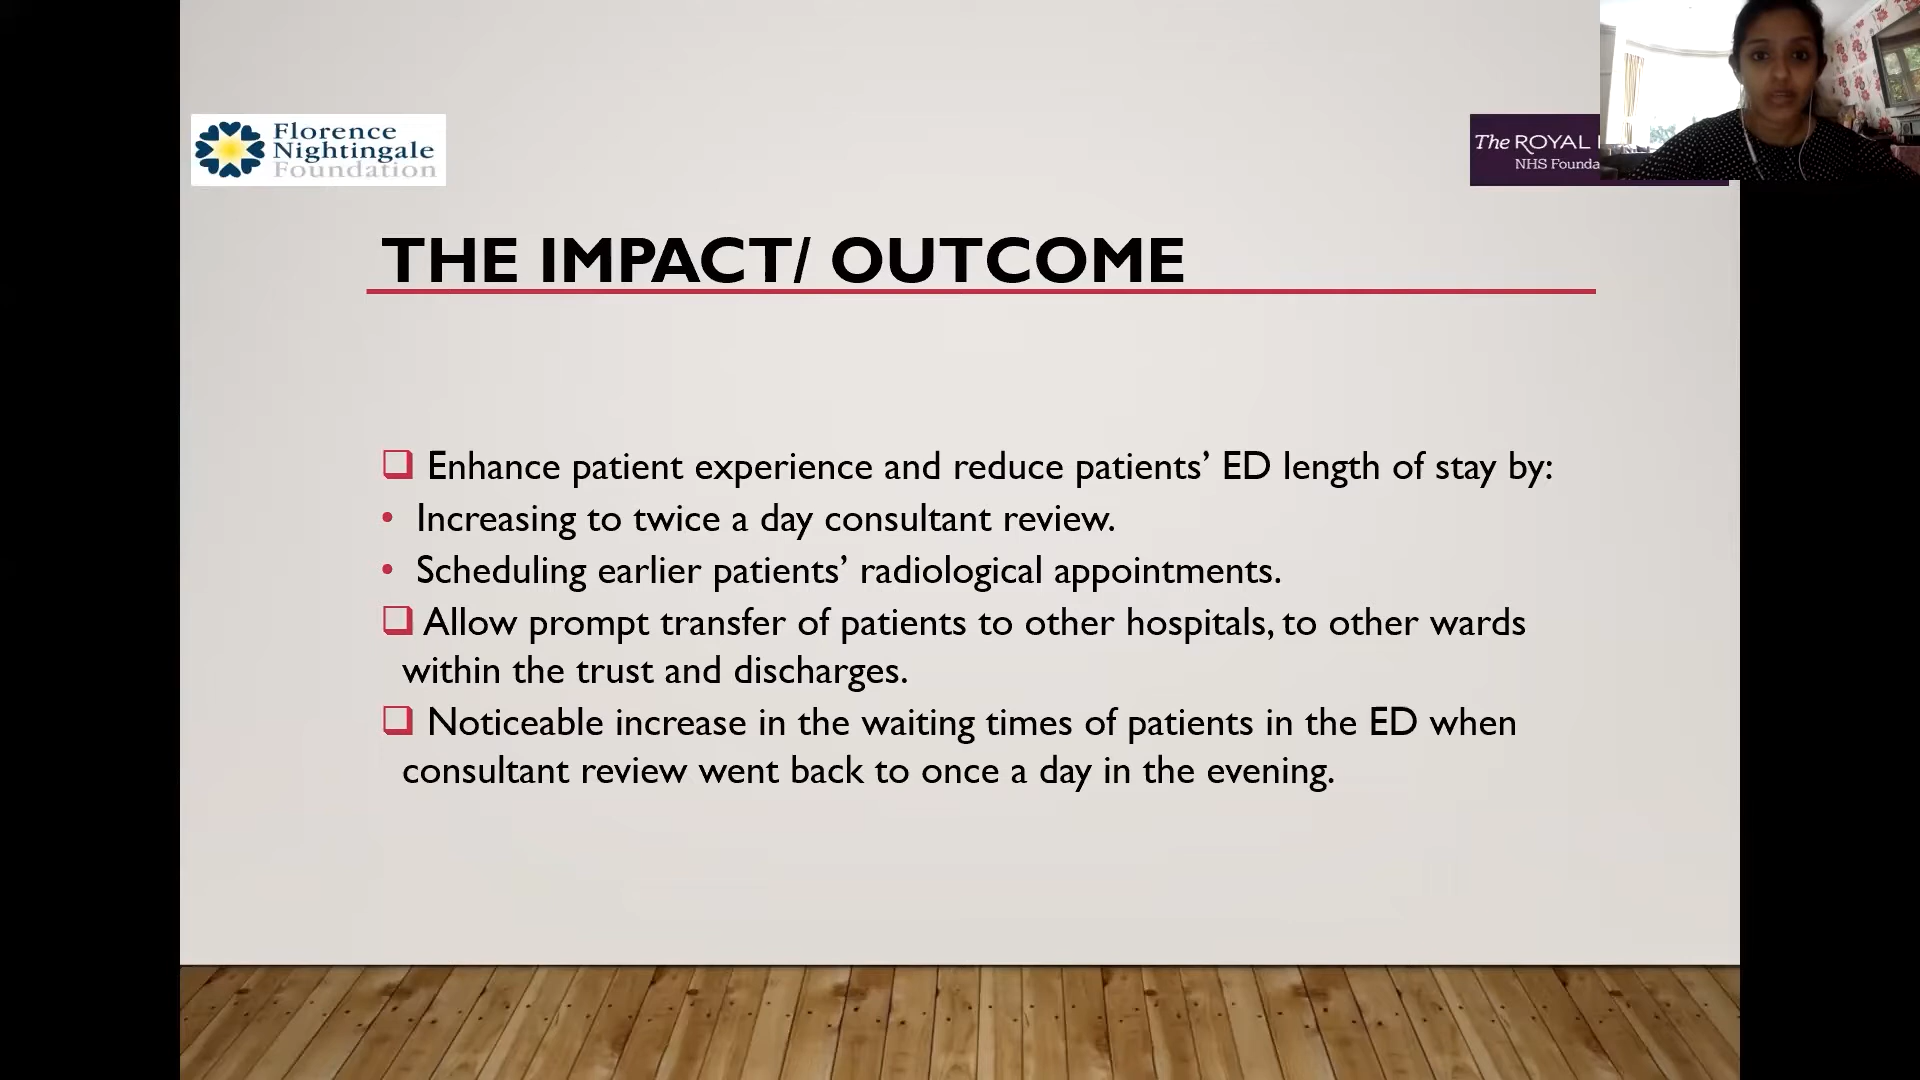 Florence
Nightingale
Foundation
The ROYAL
NHS
THE IMPACT/ OUTCOME
❑ Enhance patient experience and reduce patients’ ED length of stay by:
• Increasing to twice a day consultant review.
• Scheduling earlier patients’ radiological appointments.
❑ Allow prompt transfer of patients to other hospitals, to other wards
within the trust and discharges.
❑ Noticeable increase in the waiting times of patients in the ED when
consultant review went back to once a day in the evening.